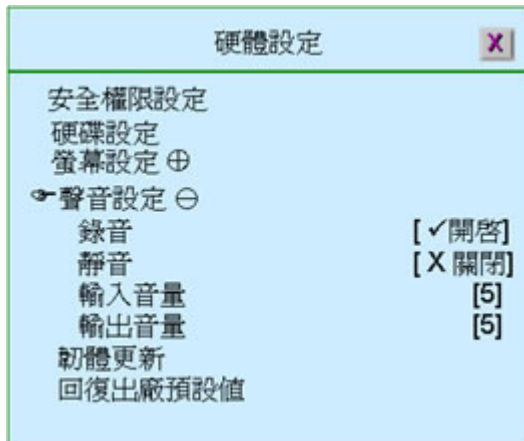 硬體設定 X
安全權限設定
硬碟設定
螢幕設定 ⊕
☞聲音設定 ⊖
錄音 [ ✓開啓]
靜音 [ X 關閉]
輸入音量 [5]
輸出音量 [5]
韌體更新
回復出廠預設值